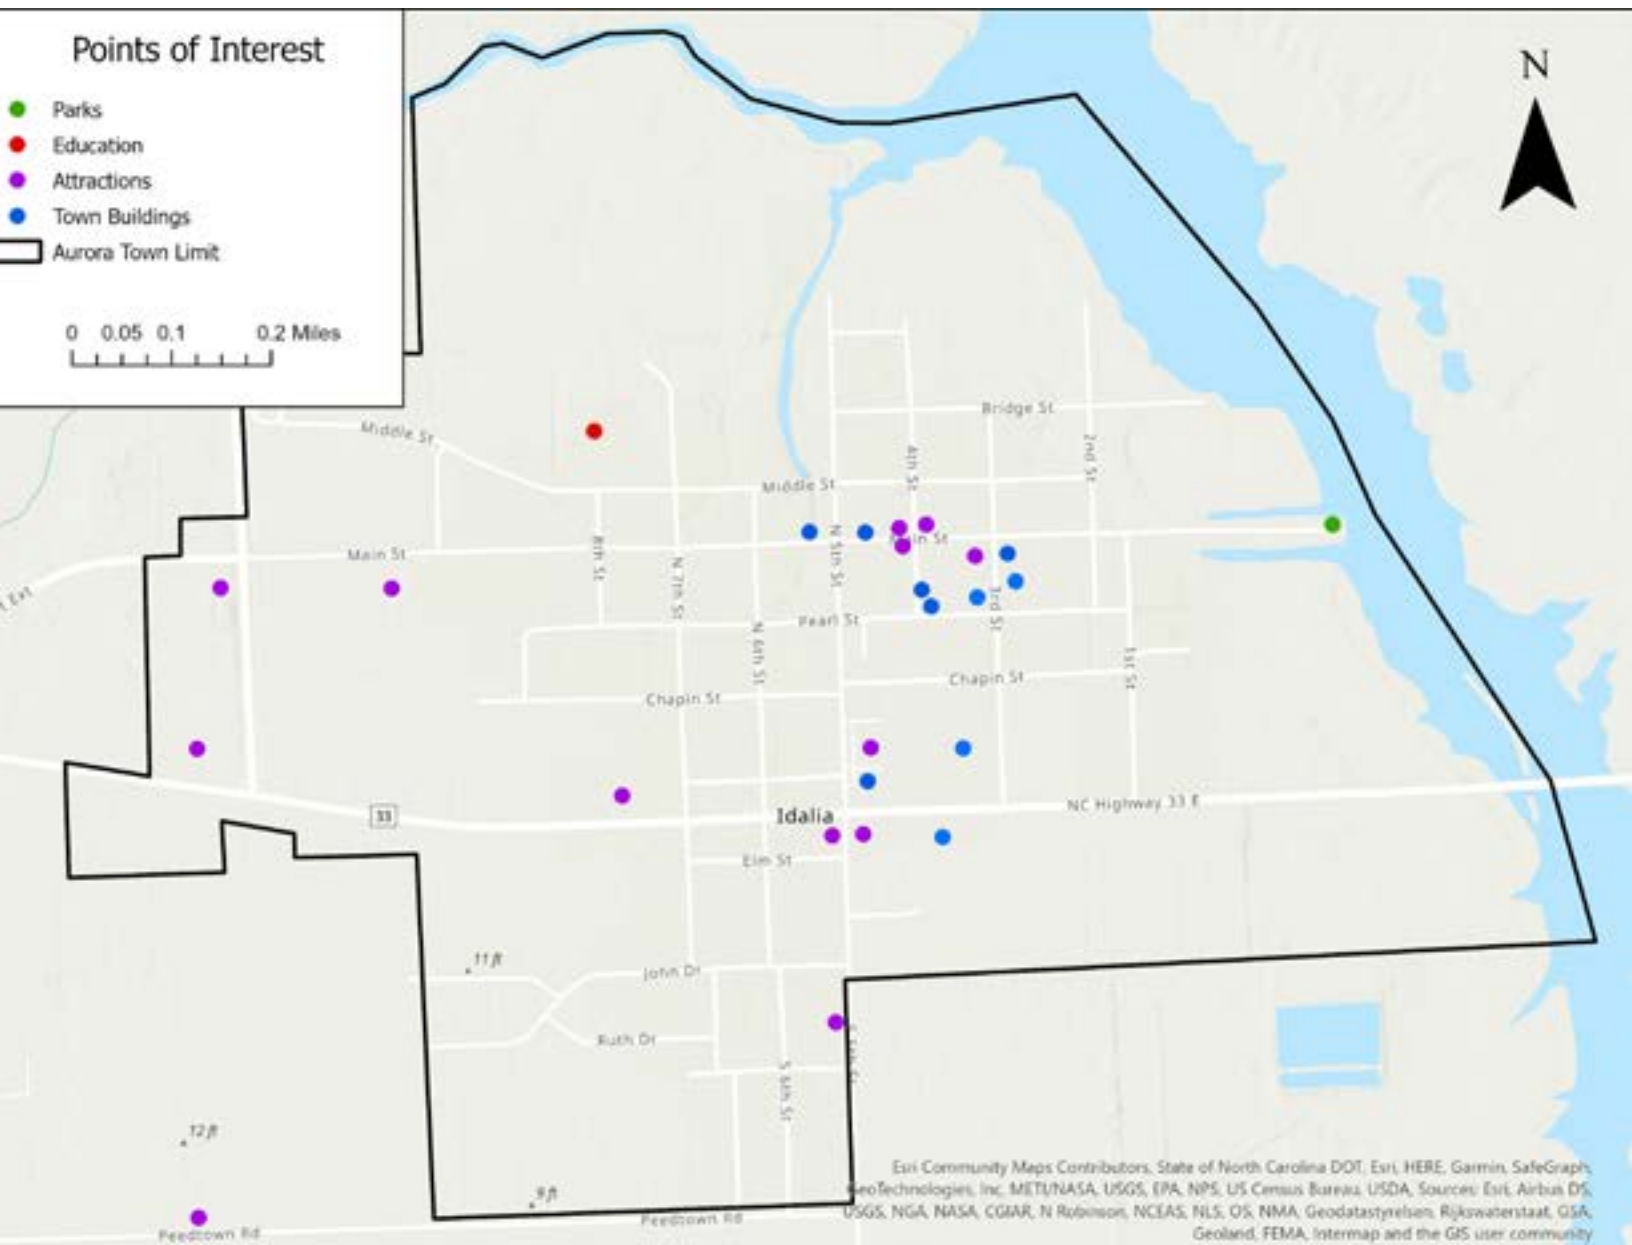 Points of Interest
Parks
Education
Attractions
Town Buildings
Aurora Town Limit
0 0.05 0.1 0.2 Miles
N
Bridge St
Middle St
4th St
2nd St
Middle St
Main St
Main St
8th St
N 7th St
N 5th St
3rd St
t Ext
Pearl St
N 6th St
1st St
Chapin St
Chapin St
33
Idalia
NC Highway 33 E
Elm St
11 ft
John Dr
Ruth Dr
S 6th St
12 ft
9 ft
Peedtown Rd
Peedtown Rd
Esri Community Maps Contributors, State of North Carolina DOT, Esri, HERE, Garmin, SafeGraph,
GeoTechnologies, Inc, METI/NASA, USGS, EPA, NPS, US Census Bureau, USDA, Sources: Esri, Airbus DS,
USGS, NGA, NASA, CGIAR, N Robinson, NCEAS, NLS, OS, NMA, Geodatastyrelsen, Rijkswaterstaat, GSA,
Geoland, FEMA, Intermap and the GIS user community